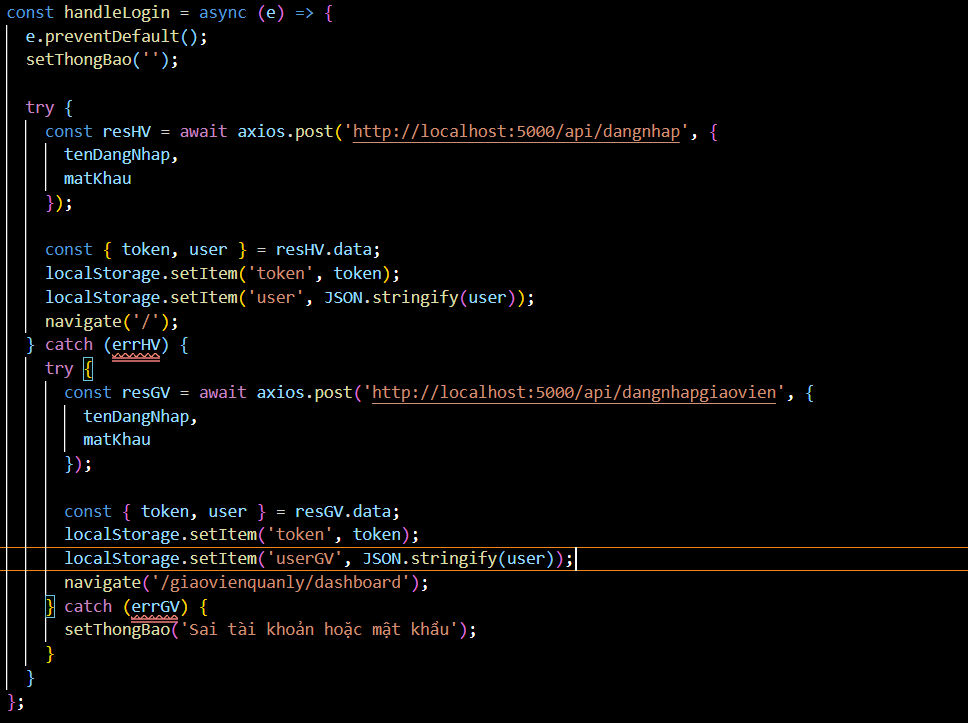 const handleLogin = async (e) => {
e.preventDefault();
setThongBao('');
try {
const resHV = await axios.post('http://localhost:5000/api/dangnhap', {
tenDangNhap,
matKhau
});
const { token, user } = resHV.data;
localStorage.setItem('token', token);
localStorage.setItem('user', JSON.stringify(user));
navigate('/');
} catch (errHV) {
try {
const resGV = await axios.post('http://localhost:5000/api/dangnhapgiaovien', {
tenDangNhap,
matKhau
});
const { token, user } = resGV.data;
localStorage.setItem('token', token);
localStorage.setItem('userGV', JSON.stringify(user));
navigate('/giaovienquanly/dashboard');
} catch (errGV) {
setThongBao('Sai tài khoản hoặc mật khẩu');
}
}
};